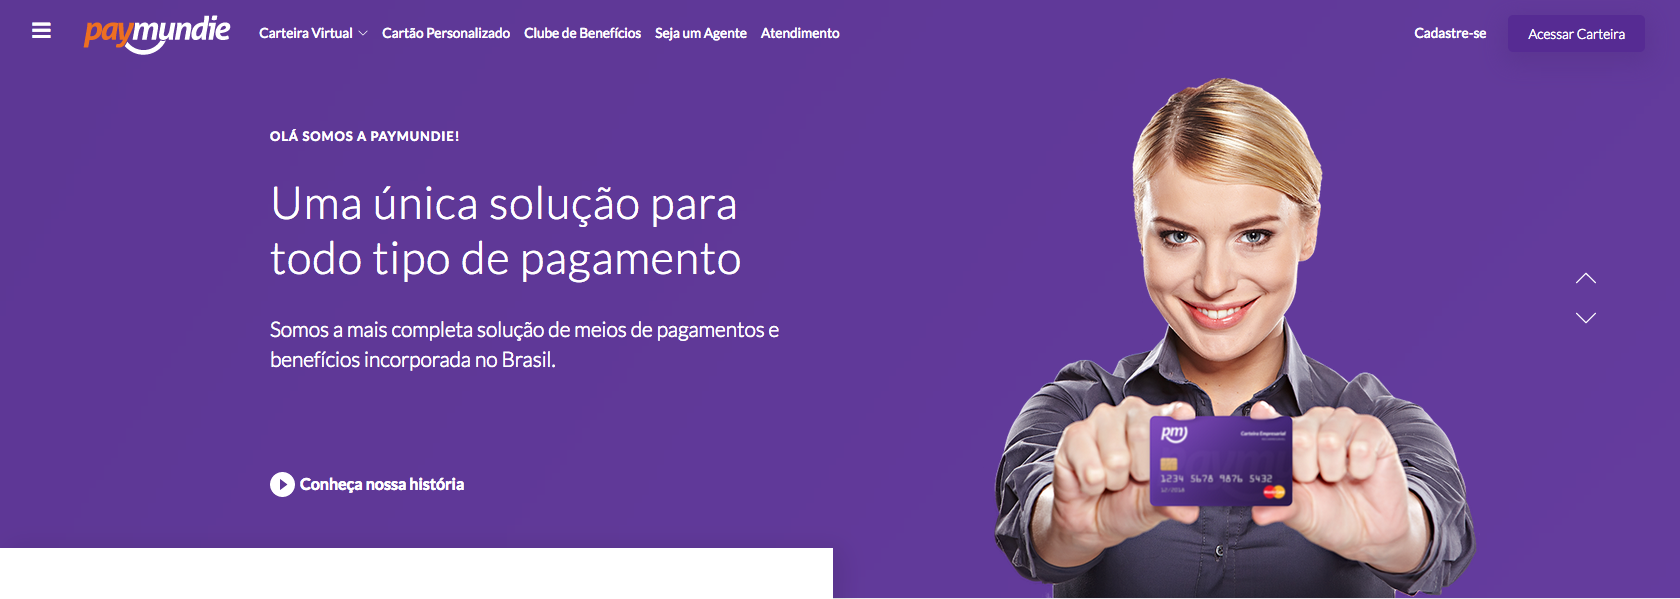 paymundie
Carteira Virtual
Cartão Personalizado
Clube de Benefícios
Seja um Agente
Atendimento
Cadastre-se
Acessar Carteira
OLÁ SOMOS A PAYMUNDIE!
Uma única solução para
todo tipo de pagamento
Somos a mais completa solução de meios de pagamentos e
benefícios incorporada no Brasil.
Conheça nossa história
pm
Carteira Empresarial
1234 5678 9876 5432
12/2018